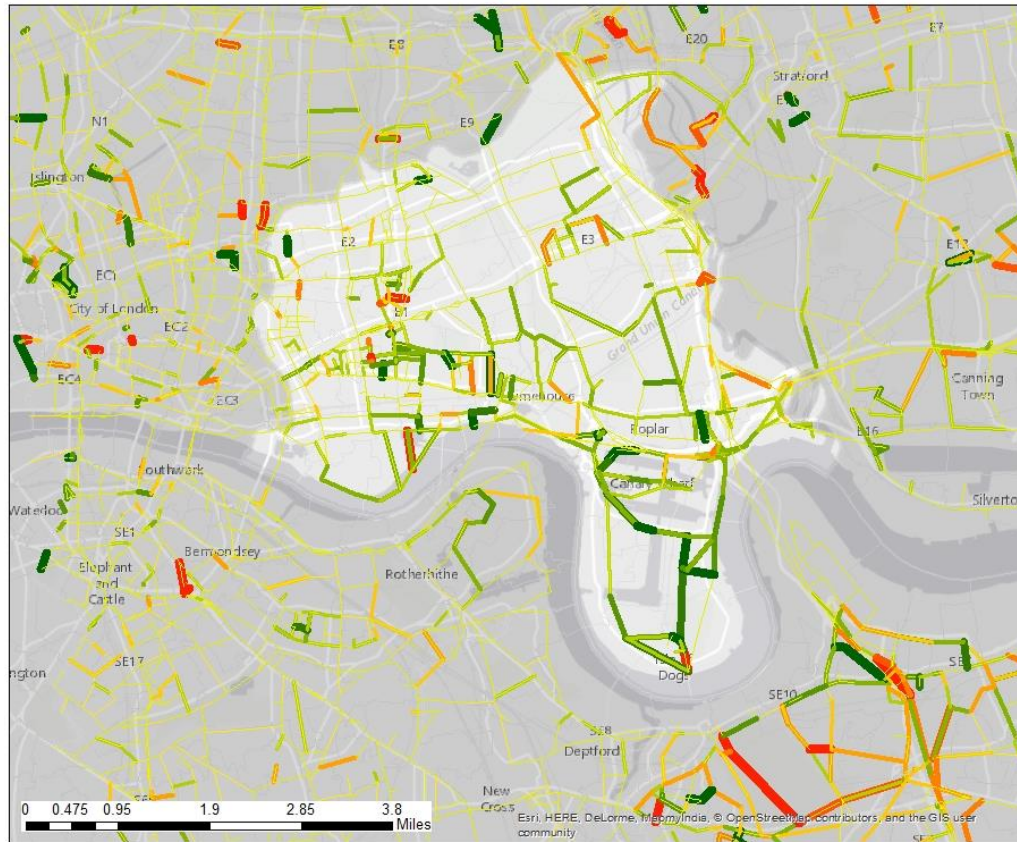 E8
E20
E7
Stratford
N1
E9
Islington
E2
E3
EC1
City of London
E1
EC2
Grand Union Canal
EC4
EC3
Canning
Town
Poplar
E16
Southwark
Canary Wharf
Waterloo
Silverto
SE1
Bermondsey
Rotherhithe
Elephant
and
Castle
SE17
ngton
Dogs
SE10
SE8
Deptford
New
Cross
0 0.475 0.95 1.9 2.85 3.8
Miles
Esri, HERE, DeLorme, MapmyIndia, © OpenStreetMap contributors, and the GIS user
community